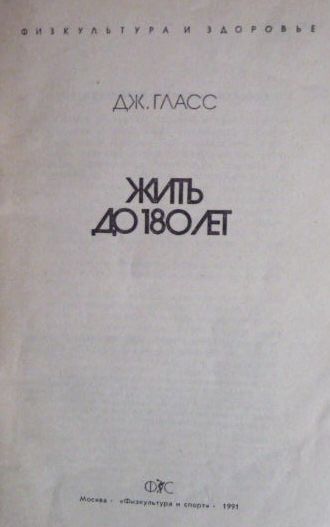 ФИЗКУЛЬТУРА И ЗДОРОВЬЕ
ДЖ. ГЛАСС
ЖИТЬ
ДО 180 ЛЕТ
ФиС
Москва · «Физкультура и спорт» · 1991